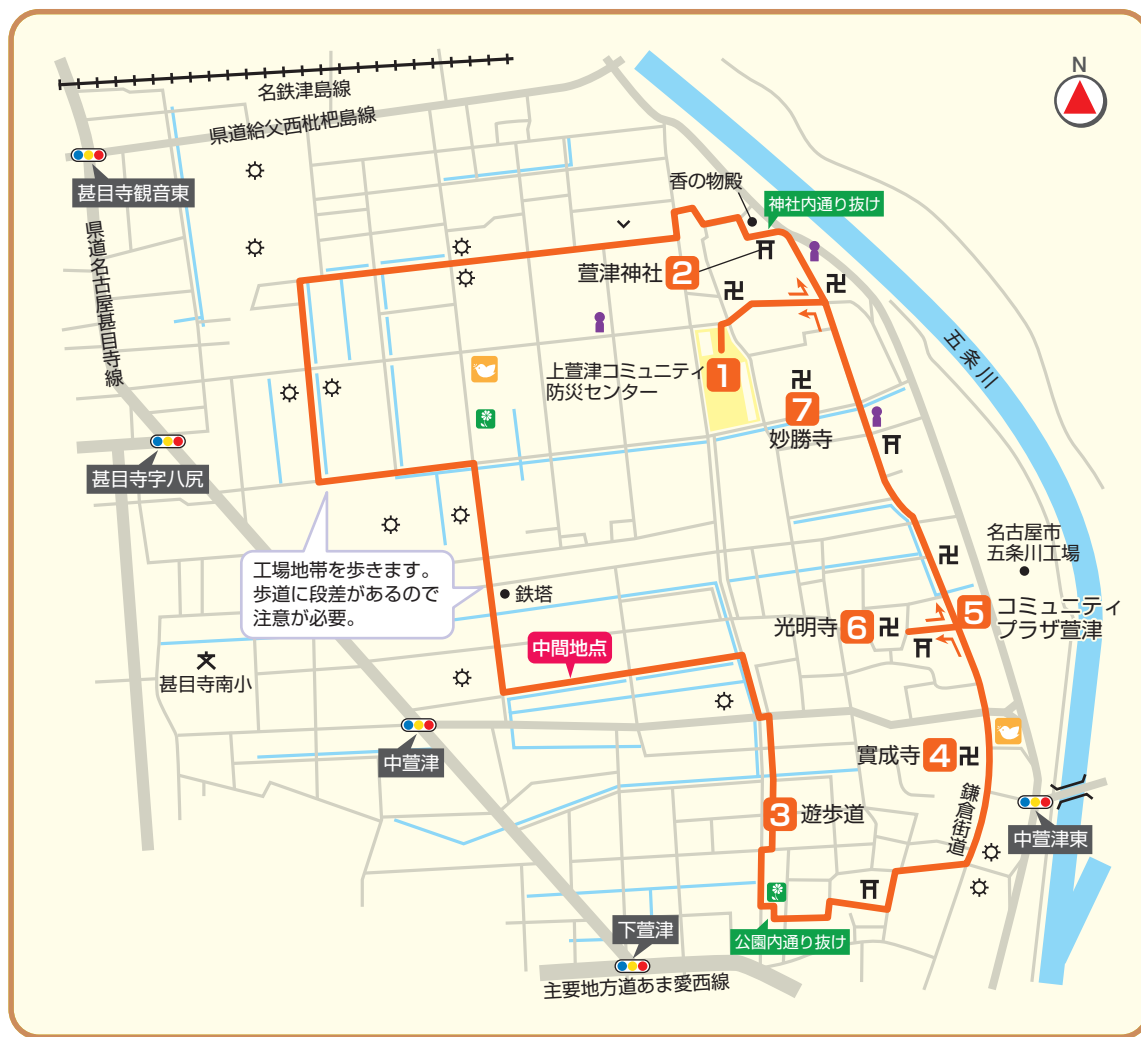 N
名鉄津島線
県道給父西枇杷島線
甚目寺観音東
県道名古屋甚目寺線
香の物殿
神社内通り抜け
萱津神社
2
五条川
上萱津コミュニティ
防災センター
1
7
妙勝寺
甚目寺字八尻
工場地帯を歩きます。
歩道に段差があるので
注意が必要。
鉄塔
名古屋市
五条川工場
5
コミュニティ
プラザ萱津
光明寺
6
中間地点
甚目寺南小
中萱津
實成寺
4
鎌倉街道
3
遊歩道
中萱津東
公園内通り抜け
下萱津
主要地方道あま愛西線